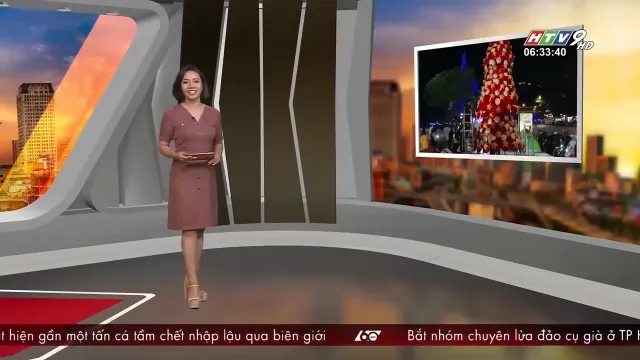 HTV9 HD
06:33:40
hiện gần một tấn cá tầm chết nhập lậu qua biên giới
60 Bắt nhóm chuyên lừa đảo cụ già ở TP